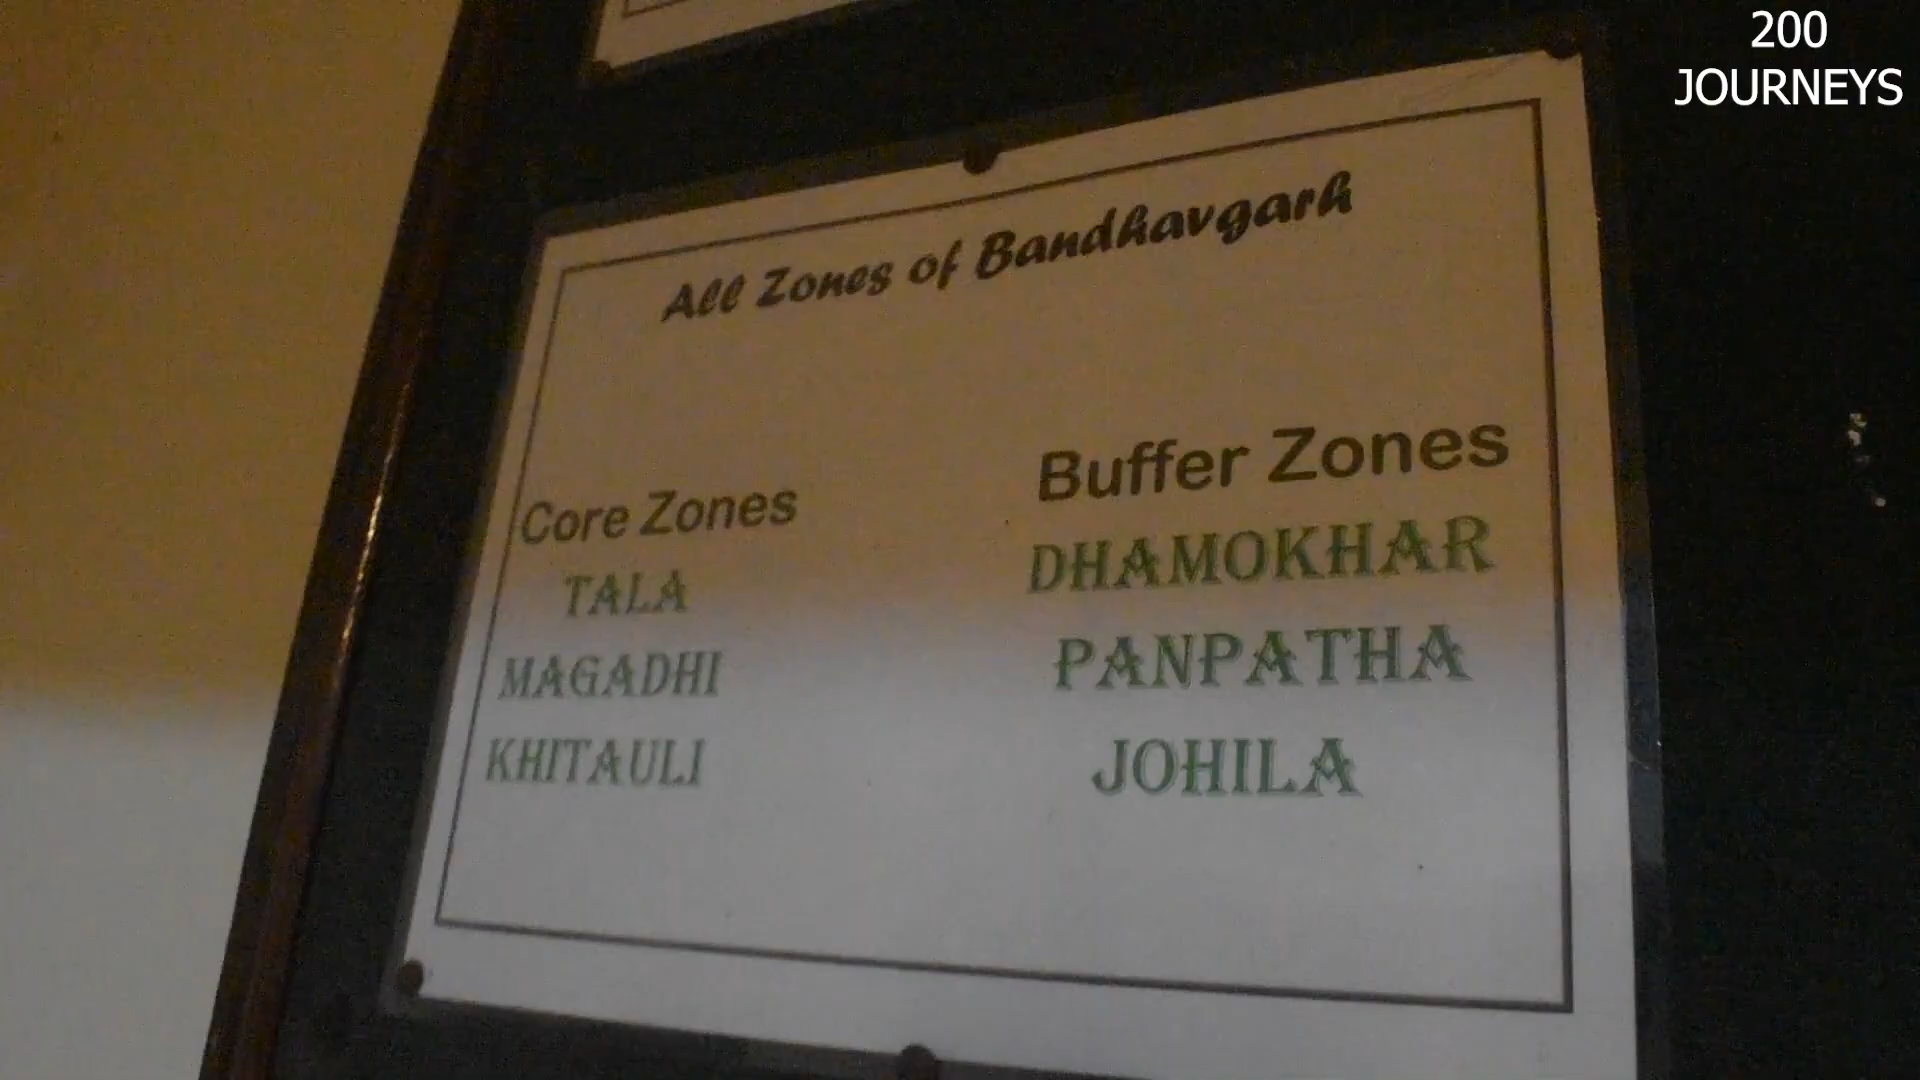 200
JOURNEYS
All Zones of Bandhavgarh
Core Zones
TALA
MAGADHI
KHITAULI
Buffer Zones
DHAMOKHAR
PANPATHA
JOHILA